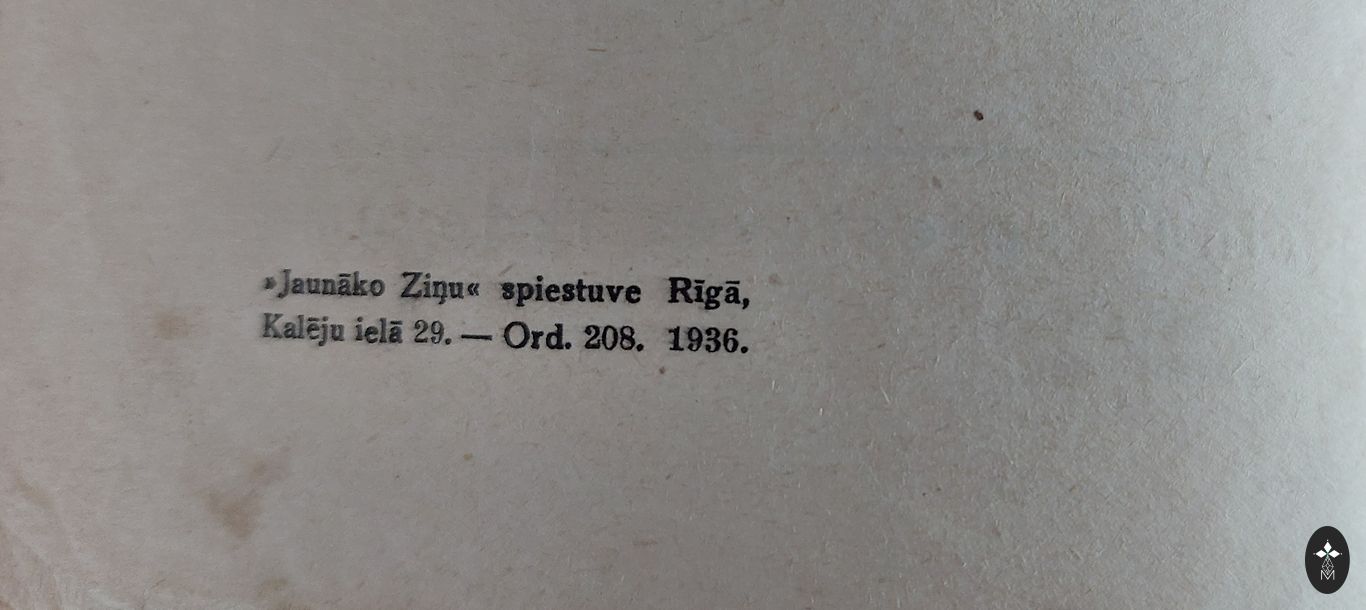 »Jaunāko Ziņu« spiestuve Rīgā,
Kalēju ielā 29. — Ord. 208. 1936.